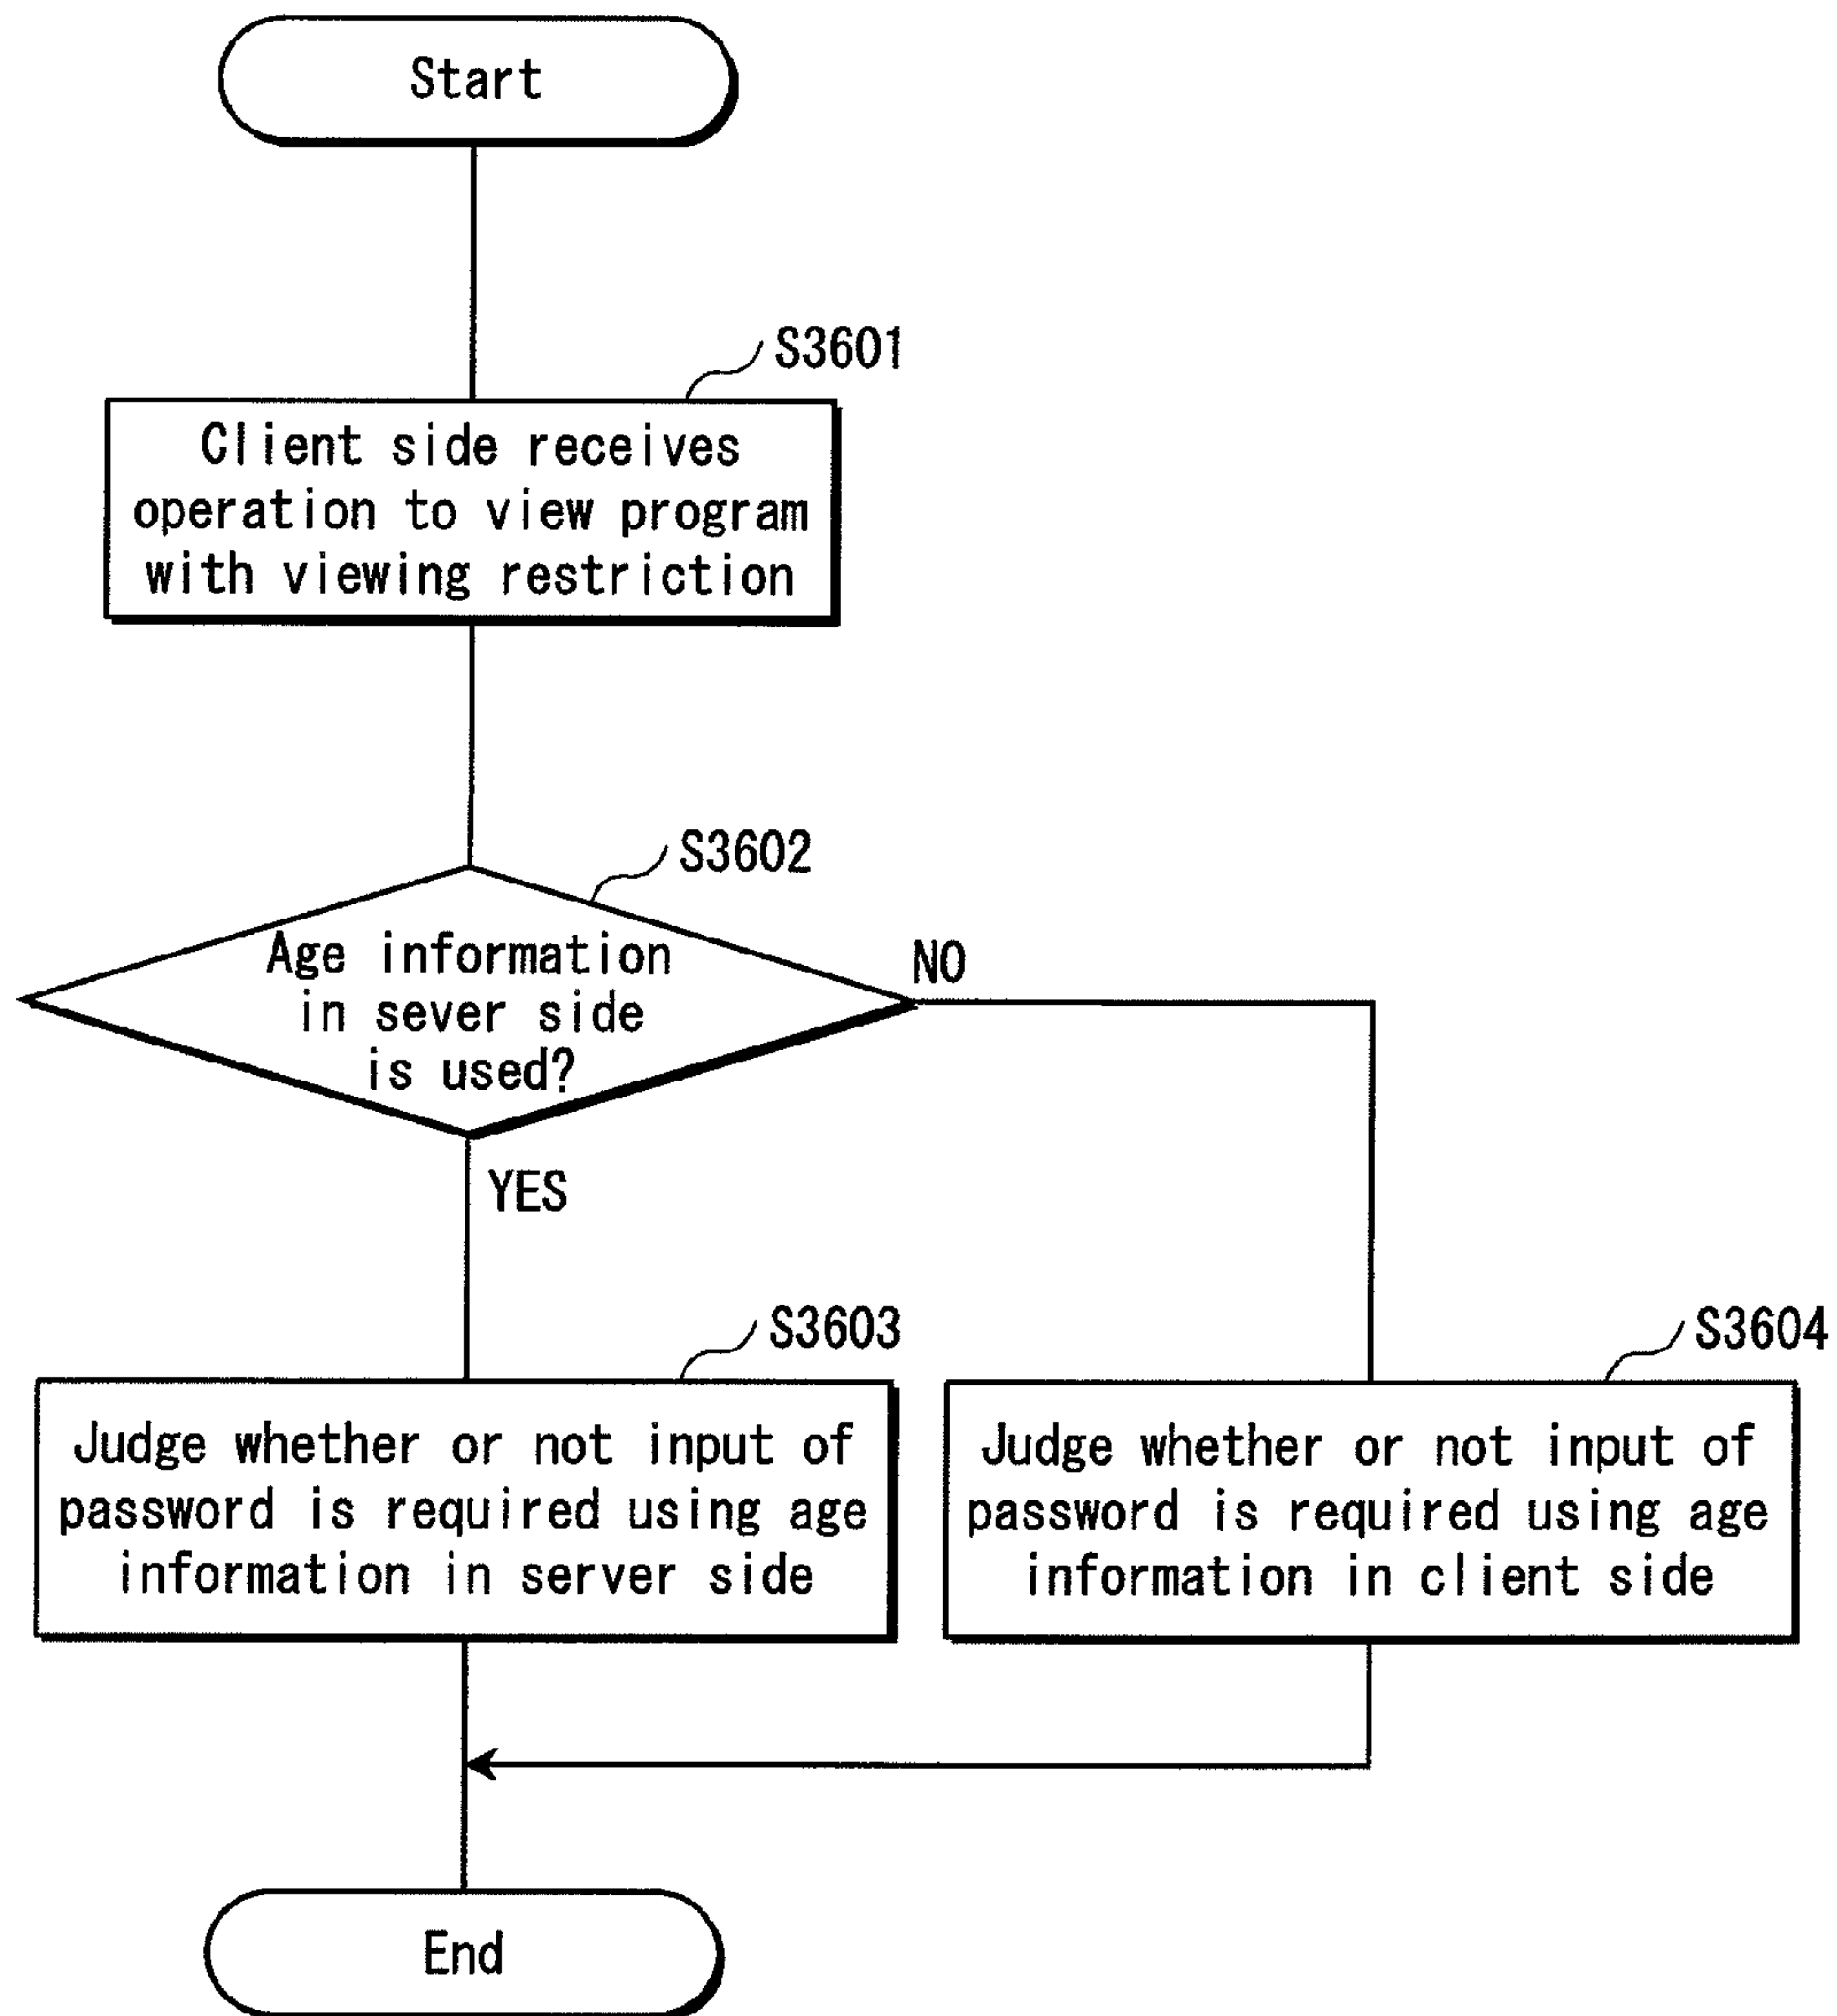 Start
S3601
Client side receives
operation to view program
with viewing restriction
S3602
Age information
in sever side
is used?
NO
YES
S3603
Judge whether or not input of
password is required using age
information in server side
S3604
Judge whether or not input of
password is required using age
information in client side
End